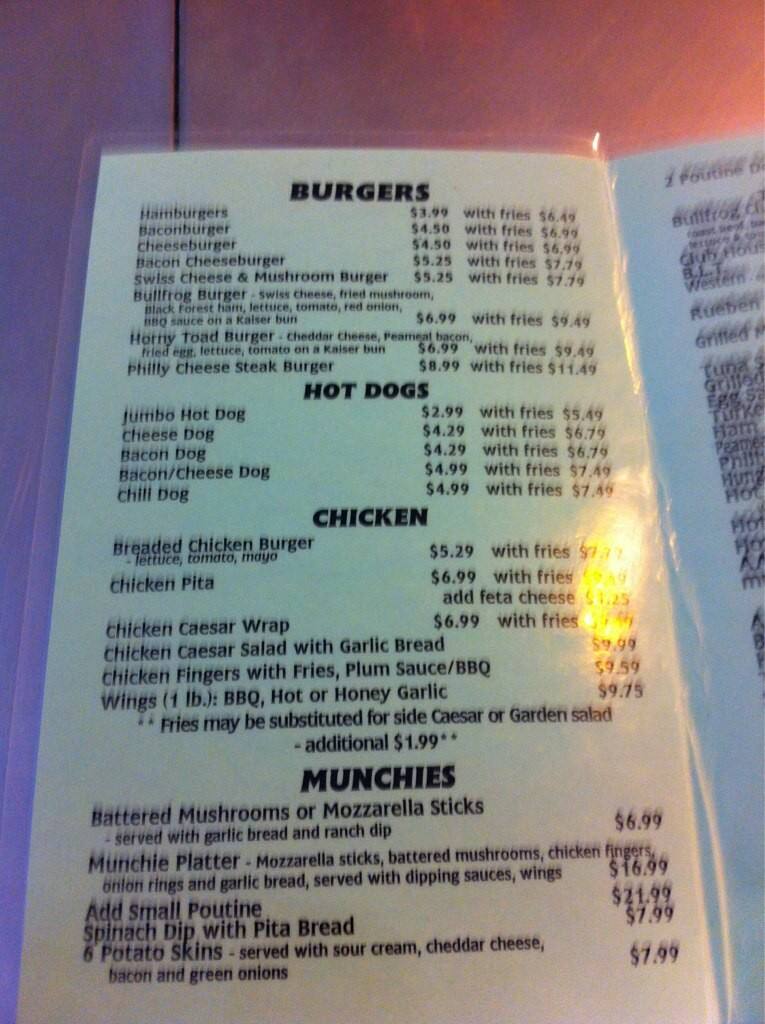 BURGERS
Hamburgers $3.99 with fries $6.49
Baconburger $4.50 with fries $6.99
Cheeseburger $4.50 with fries $6.99
Bacon Cheeseburger $5.25 with fries $7.79
Swiss Cheese & Mushroom Burger $5.25 with fries $7.79
Bullfrog Burger - Swiss Cheese, fried mushroom,
Black Forest ham, lettuce, tomato, red onion,
BBQ sauce on a Kaiser bun $6.99 with fries $9.49
Horny Toad Burger - Cheddar Cheese, Peameal bacon,
fried egg, lettuce, tomato on a Kaiser bun $6.99 with fries $9.49
Philly Cheese Steak Burger $8.99 with fries $11.49
HOT DOGS
Jumbo Hot Dog $2.99 with fries $5.49
Cheese Dog $4.29 with fries $6.79
Bacon Dog $4.29 with fries $6.79
Bacon/Cheese Dog $4.99 with fries $7.49
Chili Dog $4.99 with fries $7.49
CHICKEN
Breaded Chicken Burger $5.29 with fries
- lettuce, tomato, mayo
Chicken Pita $6.99 with fries
add feta cheese $1.25
Chicken Caesar Wrap $6.99 with fries
Chicken Caesar Salad with Garlic Bread $9.99
Chicken Fingers with Fries, Plum Sauce/BBQ $9.59
Wings (1 lb.): BBQ, Hot or Honey Garlic $9.75
** Fries may be substituted for side Caesar or Garden salad
- additional $1.99**
MUNCHIES
Battered Mushrooms or Mozzarella Sticks
- served with garlic bread and ranch dip $6.99
Munchie Platter - Mozzarella sticks, battered mushrooms, chicken fingers,
onion rings and garlic bread, served with dipping sauces, wings $16.99
Add Small Poutine $21.99
Spinach Dip with Pita Bread $7.99
6 Potato Skins - served with sour cream, cheddar cheese,
bacon and green onions $7.99
2 Poutine
Bullfrog
Club
B.L.T.
Western
Rueben
Grilled
Tuna
Grilled
Egg
Ham